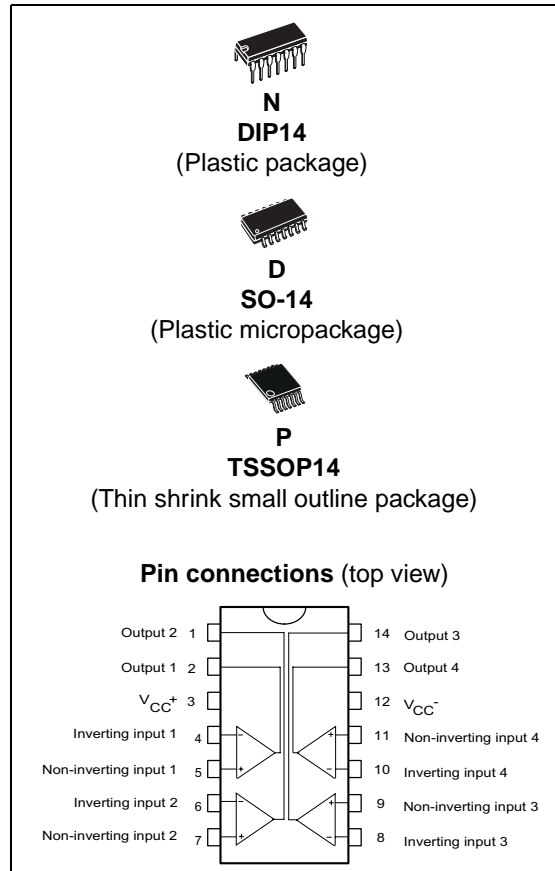 N
DIP14
(Plastic package)
D
SO-14
(Plastic micropackage)
P
TSSOP14
(Thin shrink small outline package)
Pin connections (top view)
Output 2 1 14 Output 3
Output 1 2 13 Output 4
VCC+ 3 12 VCC-
Inverting input 1 4 - + 11 Non-inverting input 4
Non-inverting input 1 5 + - 10 Inverting input 4
Inverting input 2 6 - + 9 Non-inverting input 3
Non-inverting input 2 7 + - 8 Inverting input 3